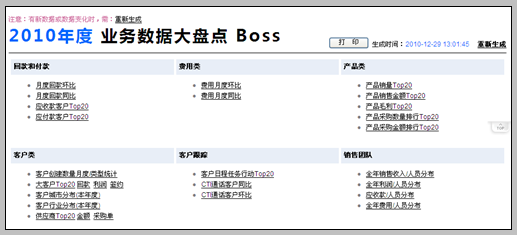 注意：有新数据或数据变化时，需：重新生成
2010年度 业务数据大盘点 Boss
打 印 生成时间：2010-12-29 13:01:45 重新生成
回款和付款 费用类 产品类
月度回款环比 费用月度环比 产品销量Top20
月度回款同比 费用月度同比 产品销售金额Top20
应收款客户Top20 产品毛利Top20
应付款客户Top20 产品采购数量排行Top20
产品采购金额排行Top20
TOP
客户类 客户跟踪 销售团队
客户创建数量月度/类型统计 客户日程任务行动Top20 全年销售收入/人员分布
大客户Top20 回款 利润 签约 CTI通话客户同比 全年利润/人员分布
客户城市分布(本年度) CTI通话客户环比 应收款/人员分布
客户行业分布(本年度) 全年费用/人员分布
供应商Top20 金额 采购单